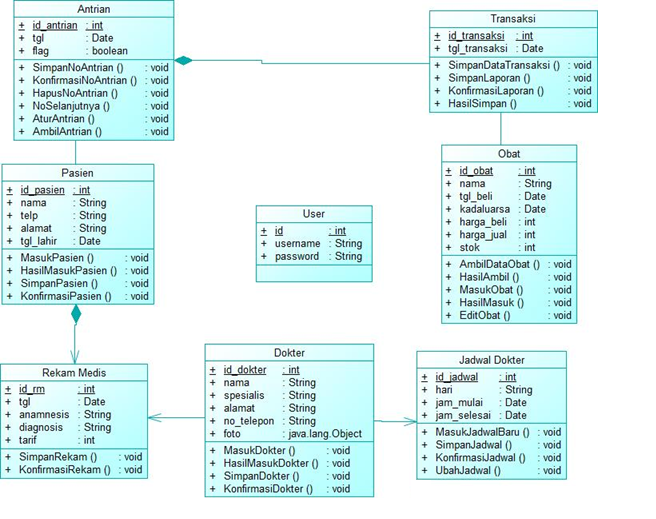 Antrian
+ id_antrian : int
+ tgl : Date
+ flag : boolean
+ SimpanNoAntrian () : void
+ KonfirmasiNoAntrian () : void
+ HapusNoAntrian () : void
+ NoSelanjutnya () : void
+ AturAntrian () : void
+ AmbilAntrian () : void
Transaksi
+ id_transaksi : int
+ tgl_transaksi : Date
+ SimpanDataTransaksi () : void
+ SimpanLaporan () : void
+ KonfirmasiLaporan () : void
+ HasilSimpan () : void
Pasien
+ id_pasien : int
+ nama : String
+ telp : String
+ alamat : String
+ tgl_lahir : Date
+ MasukPasien () : void
+ HasilMasukPasien () : void
+ SimpanPasien () : void
+ KonfirmasiPasien () : void
User
+ id : int
+ username : String
+ password : String
Obat
+ id_obat : int
+ nama : String
+ tgl_beli : Date
+ kadaluarsa : Date
+ harga_beli : int
+ harga_jual : int
+ stok : int
+ AmbilDataObat () : void
+ HasilAmbil () : void
+ MasukObat () : void
+ HasilMasuk () : void
+ EditObat () : void
Rekam Medis
+ id_rm : int
+ tgl : Date
+ anamnesis : String
+ diagnosis : String
+ tarif : int
+ SimpanRekam () : void
+ KonfirmasiRekam () : void
Dokter
+ id_dokter : int
+ nama : String
+ spesialis : String
+ alamat : String
+ no_telepon : String
+ foto : java.lang.Object
+ MasukDokter () : void
+ HasilMasukDokter () : void
+ SimpanDokter () : void
+ KonfirmasiDokter () : void
Jadwal Dokter
+ id_jadwal : int
+ hari : String
+ jam_mulai : Date
+ jam_selesai : Date
+ MasukJadwalBaru () : void
+ SimpanJadwal () : void
+ KonfirmasiJadwal () : void
+ UbahJadwal () : void